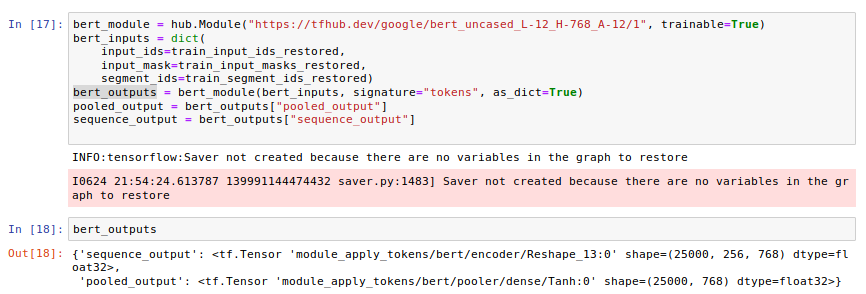 In [17]: bert_module = hub.Module("https://tfhub.dev/google/bert_uncased_L-12_H-768_A-12/1", trainable=True)
bert_inputs = dict(
    input_ids=train_input_ids_restored,
    input_mask=train_input_masks_restored,
    segment_ids=train_segment_ids_restored)
bert_outputs = bert_module(bert_inputs, signature="tokens", as_dict=True)
pooled_output = bert_outputs["pooled_output"]
sequence_output = bert_outputs["sequence_output"]
INFO:tensorflow:Saver not created because there are no variables in the graph to restore
I0624 21:54:24.613787 139991144474432 saver.py:1483] Saver not created because there are no variables in the gr
aph to restore
In [18]: bert_outputs
Out[18]: {'sequence_output': <tf.Tensor 'module_apply_tokens/bert/encoder/Reshape_13:0' shape=(25000, 256, 768) dtype=fl
oat32>,
 'pooled_output': <tf.Tensor 'module_apply_tokens/bert/pooler/dense/Tanh:0' shape=(25000, 768) dtype=float32>}